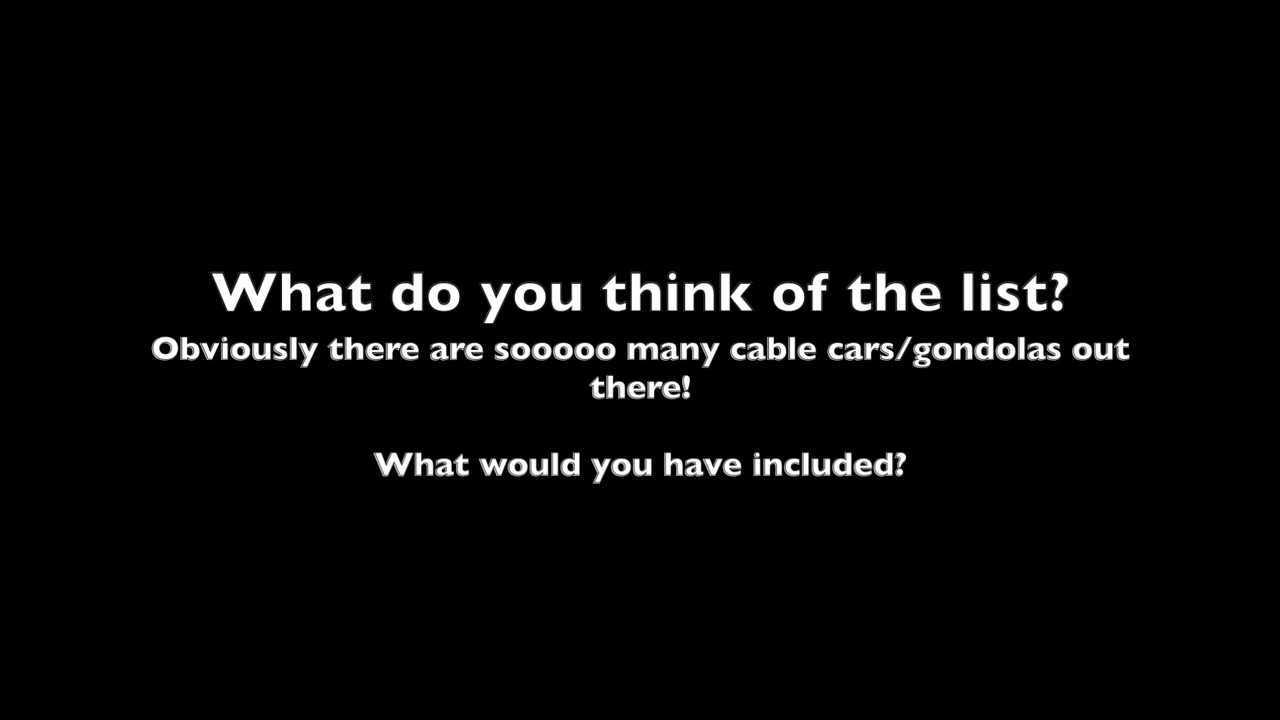 What do you think of the list?
Obviously there are sooooo many cable cars/gondolas out
there!
What would you have included?